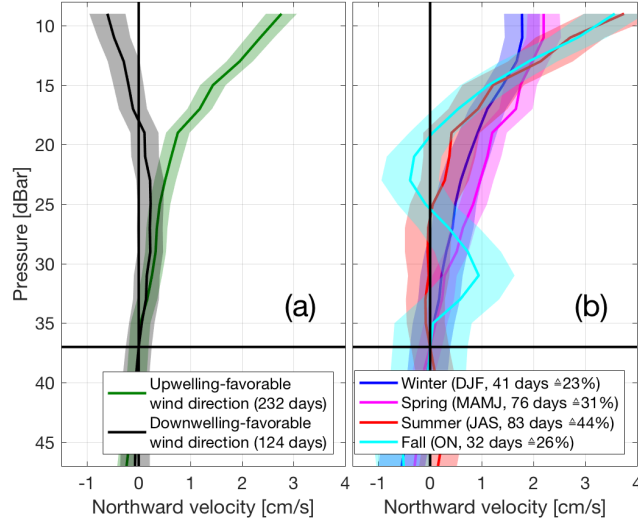 10
15
20
25
30
35
40
45
Pressure [dBar]
(a)
Upwelling-favorable
wind direction (232 days)
Downwelling-favorable
wind direction (124 days)
-1 0 1 2 3 4
Northward velocity [cm/s]
(b)
Winter (DJF, 41 days ≙23%)
Spring (MAMJ, 76 days ≙31%)
Summer (JAS, 83 days ≙44%)
Fall (ON, 32 days ≙26%)
-1 0 1 2 3 4
Northward velocity [cm/s]